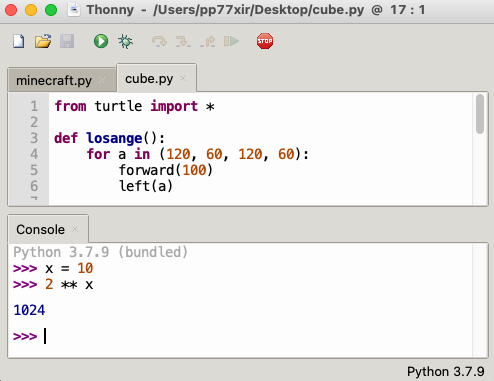 Thonny - /Users/pp77xir/Desktop/cube.py @ 17 : 1
STOP
minecraft.py × cube.py ×
1 from turtle import *
2
3 def losange():
4     for a in (120, 60, 120, 60):
5         forward(100)
6         left(a)
7
Console ×
Python 3.7.9 (bundled)
>>> x = 10
>>> 2 ** x
1024
>>>
Python 3.7.9